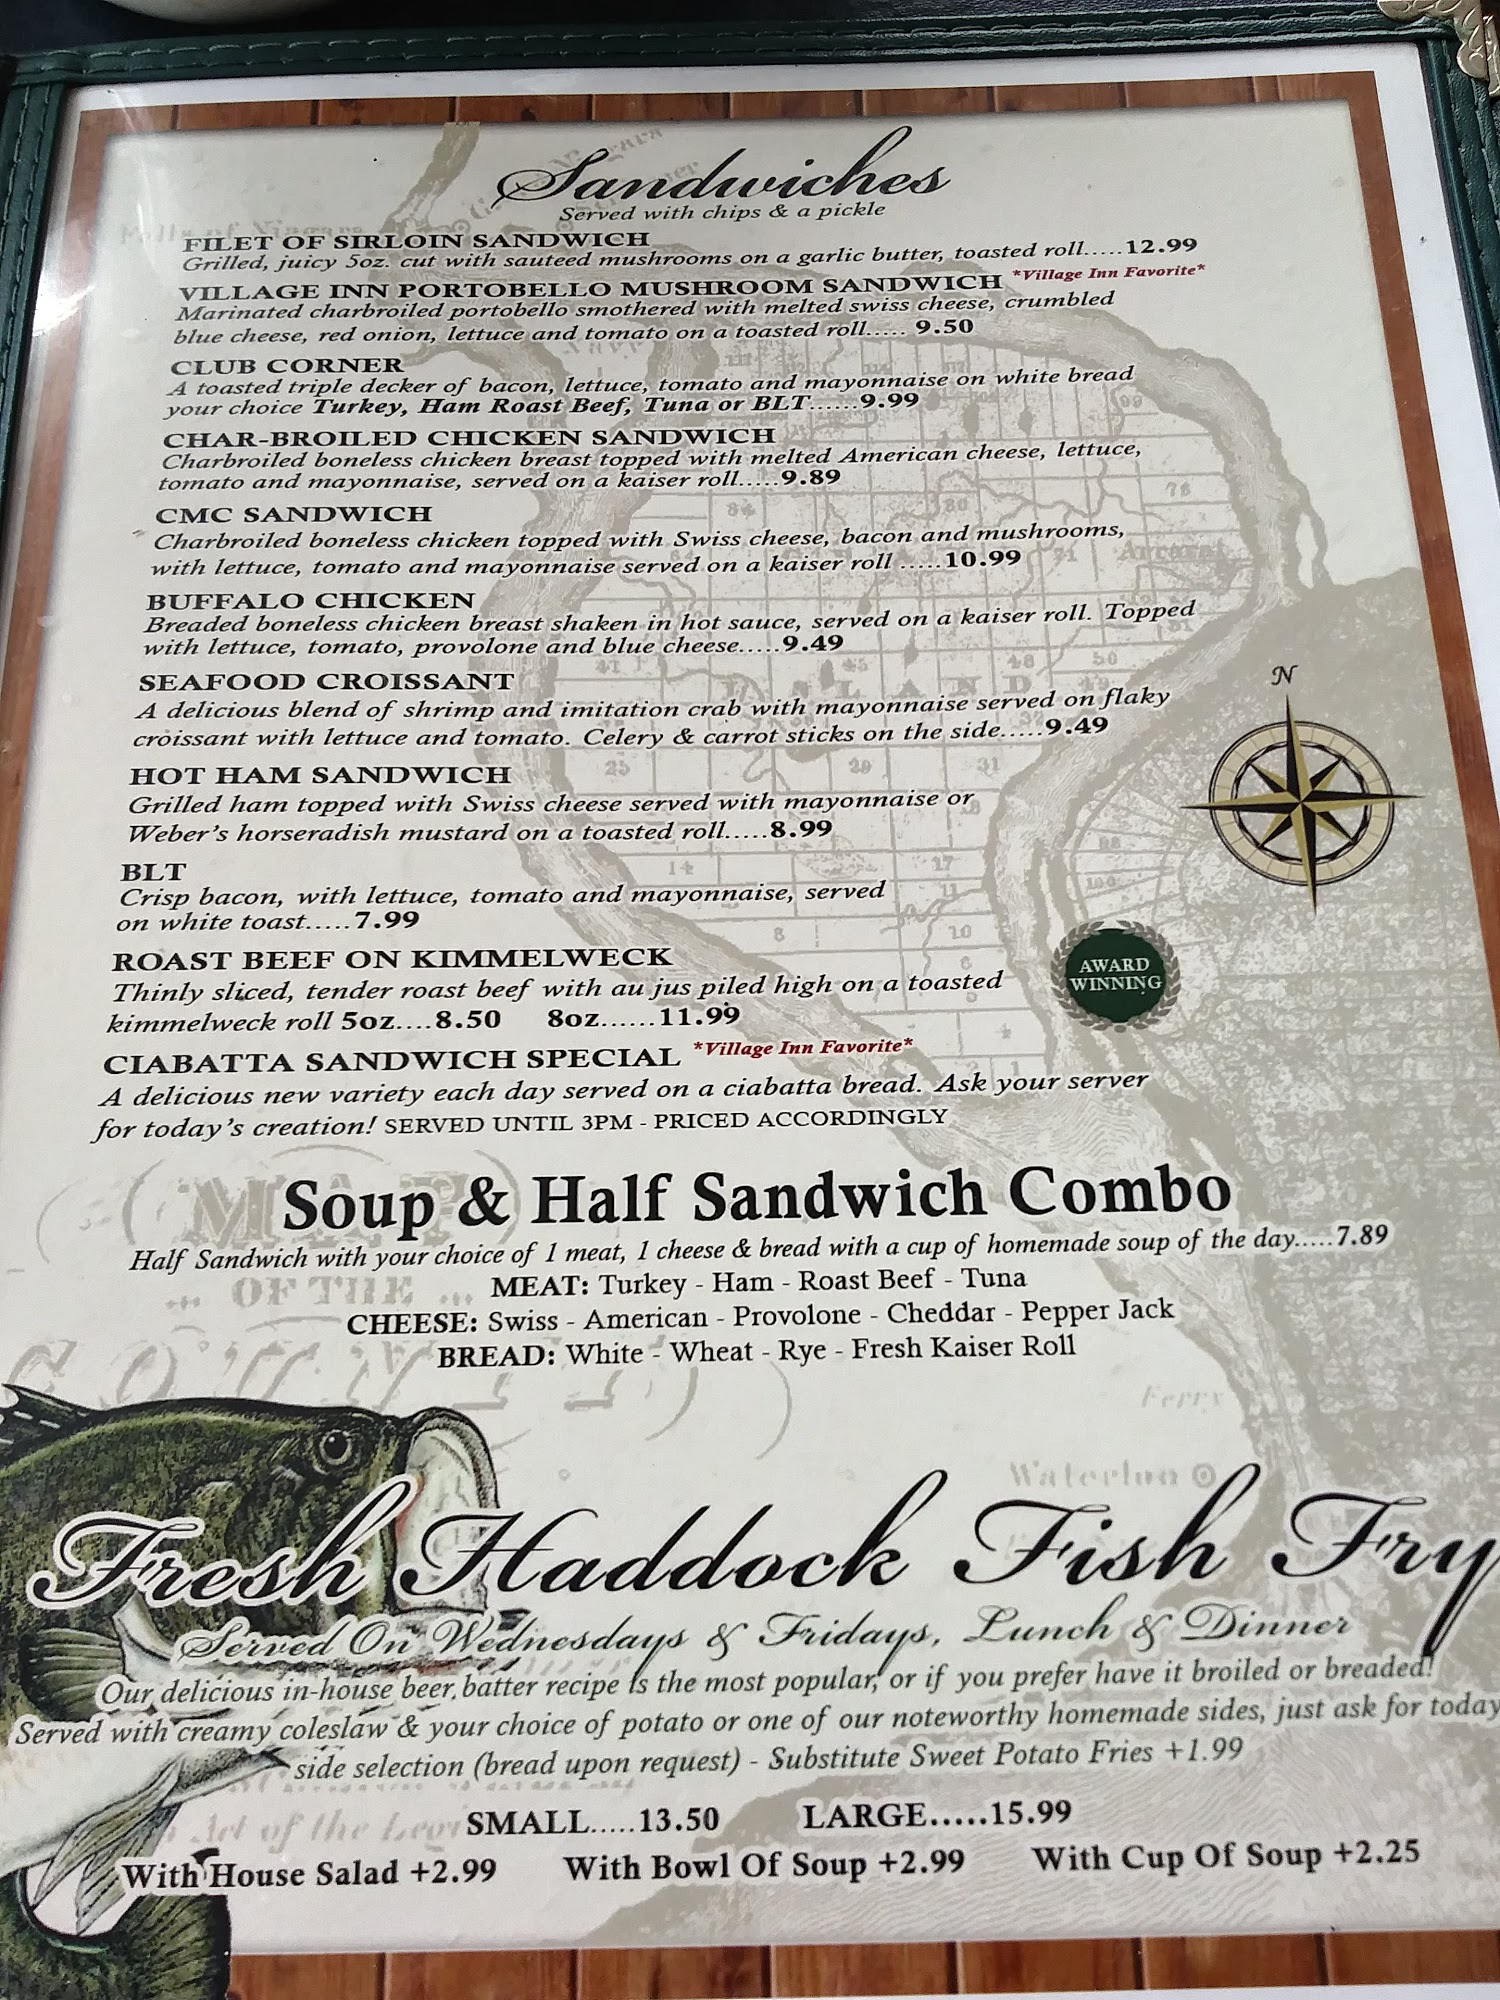 Sandwiches
Served with chips & a pickle
FILET OF SIRLOIN SANDWICH
Grilled, juicy 5oz. cut with sauteed mushrooms on a garlic butter, toasted roll.....12.99
VILLAGE INN PORTOBELLO MUSHROOM SANDWICH *Village Inn Favorite*
Marinated charbroiled portobello smothered with melted swiss cheese, crumbled
blue cheese, red onion, lettuce and tomato on a toasted roll..... 9.50
CLUB CORNER
A toasted triple decker of bacon, lettuce, tomato and mayonnaise on white bread
your choice Turkey, Ham Roast Beef, Tuna or BLT......9.99
CHAR-BROILED CHICKEN SANDWICH
Charbroiled boneless chicken breast topped with melted American cheese, lettuce,
tomato and mayonnaise, served on a kaiser roll.....9.89
CMC SANDWICH
Charbroiled boneless chicken topped with Swiss cheese, bacon and mushrooms,
with lettuce, tomato and mayonnaise served on a kaiser roll .....10.99
BUFFALO CHICKEN
Breaded boneless chicken breast shaken in hot sauce, served on a kaiser roll. Topped
with lettuce, tomato, provolone and blue cheese.....9.49
SEAFOOD CROISSANT
A delicious blend of shrimp and imitation crab with mayonnaise served on flaky
croissant with lettuce and tomato. Celery & carrot sticks on the side.....9.49
N
HOT HAM SANDWICH
Grilled ham topped with Swiss cheese served with mayonnaise or
Weber's horseradish mustard on a toasted roll.....8.99
BLT
Crisp bacon, with lettuce, tomato and mayonnaise, served
on white toast.....7.99
ROAST BEEF ON KIMMELWECK
Thinly sliced, tender roast beef with au jus piled high on a toasted
kimmelweck roll 5oz....8.50 8oz......11.99
AWARD
WINNING
CIABATTA SANDWICH SPECIAL *Village Inn Favorite*
A delicious new variety each day served on a ciabatta bread. Ask your server
for today's creation! SERVED UNTIL 3PM - PRICED ACCORDINGLY
Soup & Half Sandwich Combo
Half Sandwich with your choice of 1 meat, 1 cheese & bread with a cup of homemade soup of the day.....7.89
MEAT: Turkey - Ham - Roast Beef - Tuna
CHEESE: Swiss - American - Provolone - Cheddar - Pepper Jack
BREAD: White - Wheat - Rye - Fresh Kaiser Roll
Ferry
Waterloo
Fresh Haddock Fish Fry
Served On Wednesdays & Fridays, Lunch & Dinner
Our delicious in-house beer batter recipe is the most popular, or if you prefer have it broiled or breaded!
Served with creamy coleslaw & your choice of potato or one of our noteworthy homemade sides, just ask for today
side selection (bread upon request) - Substitute Sweet Potato Fries +1.99
SMALL.....13.50 LARGE.....15.99
With House Salad +2.99 With Bowl Of Soup +2.99 With Cup Of Soup +2.25